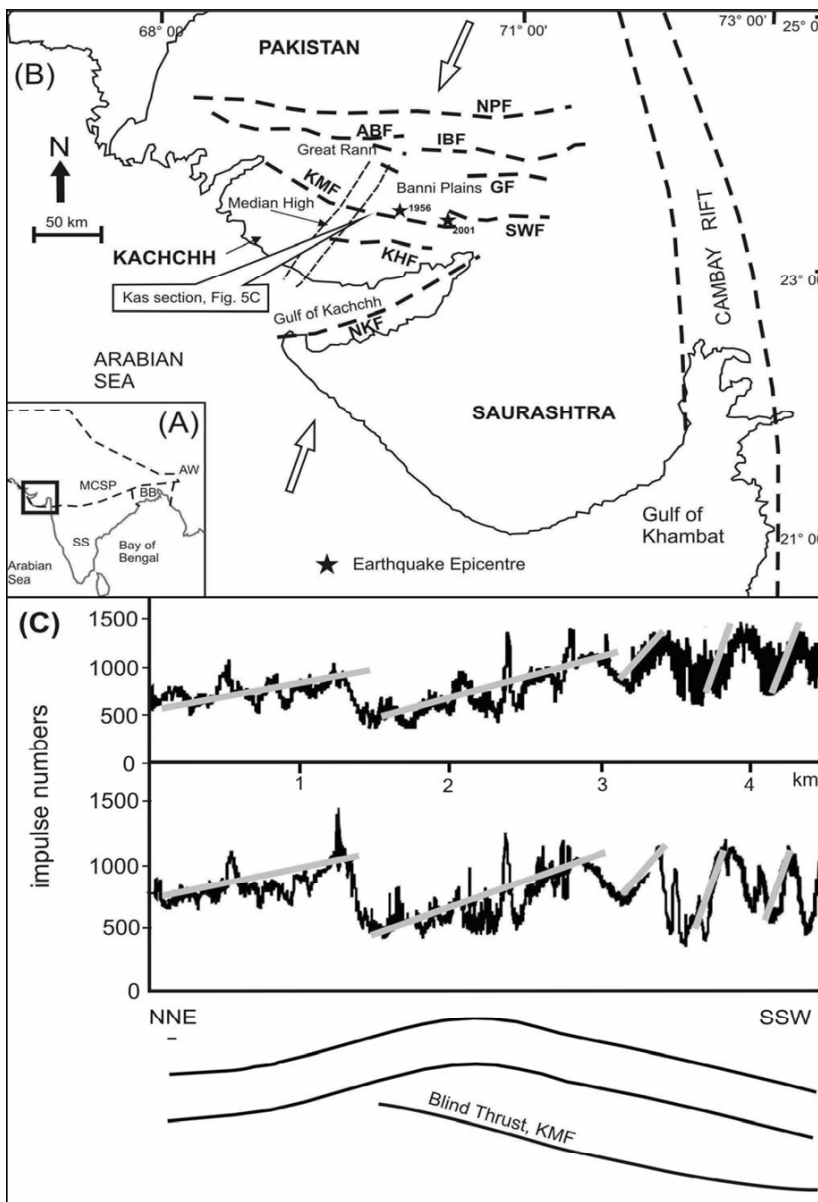 68° 00'
71° 00'
73° 00'
25° 0
(B)
PAKISTAN
NPF
ABF
IBF
Great Rann
N
KMF
Banni Plains
GF
50 km
Median High
1956
2001
SWF
KACHCHH
KHF
CAMBAY RIFT
Kas section, Fig. 5C
Gulf of Kachchh
NKF
23° 00
ARABIAN
SEA
SAURASHTRA
(A)
AW
MCSP
BB
SS
Bay of
Bengal
Arabian
Sea
Gulf of
Khambat
21° 0
Earthquake Epicentre
(C)
impulse numbers
1500
1000
500
0
1
2
3
4
km
1500
1000
500
0
NNE
SSW
Blind Thrust, KMF